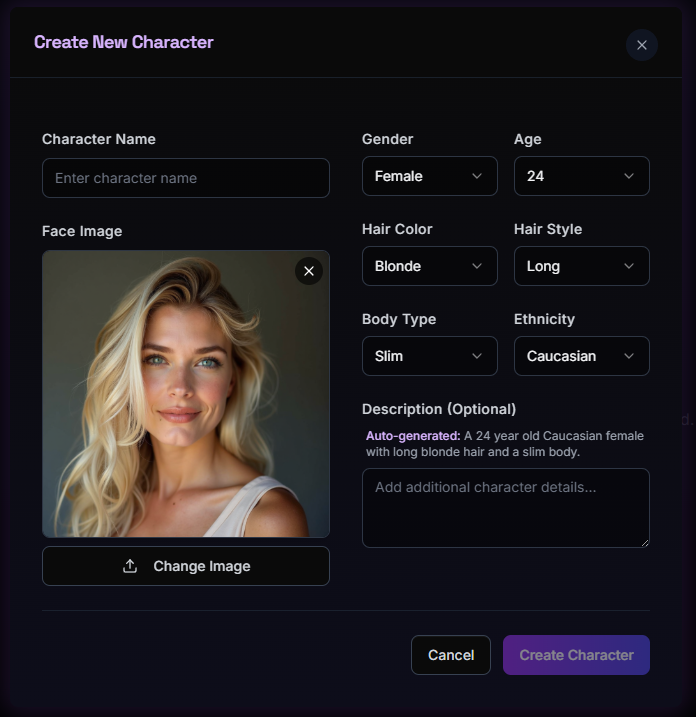 Create New Character
Character Name
Enter character name
Face Image
Change Image
Gender
Female
Age
24
Hair Color
Blonde
Hair Style
Long
Body Type
Slim
Ethnicity
Caucasian
Description (Optional)
Auto-generated: A 24 year old Caucasian female
with long blonde hair and a slim body.
Add additional character details...
Cancel
Create Character